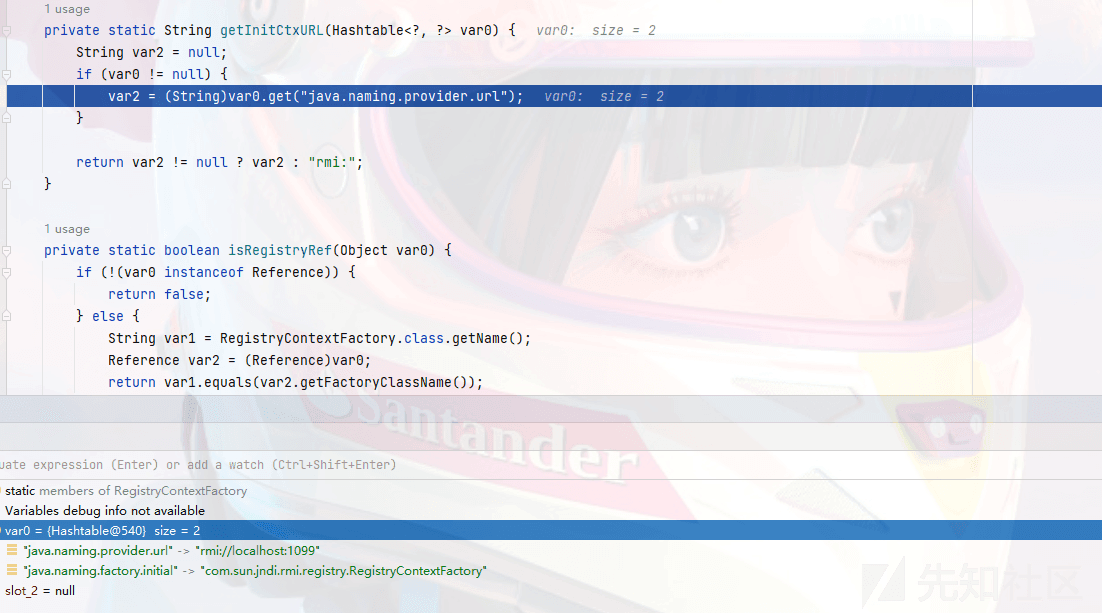 1 usage
private static String getInitCtxURL(Hashtable<?, ?> var0) { var0: size = 2
String var2 = null;
if (var0 != null) {
var2 = (String)var0.get("java.naming.provider.url"); var0: size = 2
}
return var2 != null ? var2 : "rmi:";
}
1 usage
private static boolean isRegistryRef(Object var0) {
if (!(var0 instanceof Reference)) {
return false;
} else {
String var1 = RegistryContextFactory.class.getName();
Reference var2 = (Reference)var0;
return var1.equals(var2.getFactoryClassName());
Santander
uate expression (Enter) or add a watch (Ctrl+Shift+Enter)
static members of RegistryContextFactory
Variables debug info not available
var0 = {Hashtable@540} size = 2
"java.naming.provider.url" -> "rmi://localhost:1099"
"java.naming.factory.initial" -> "com.sun.jndi.rmi.registry.RegistryContextFactory"
slot_2 = null
先知社区